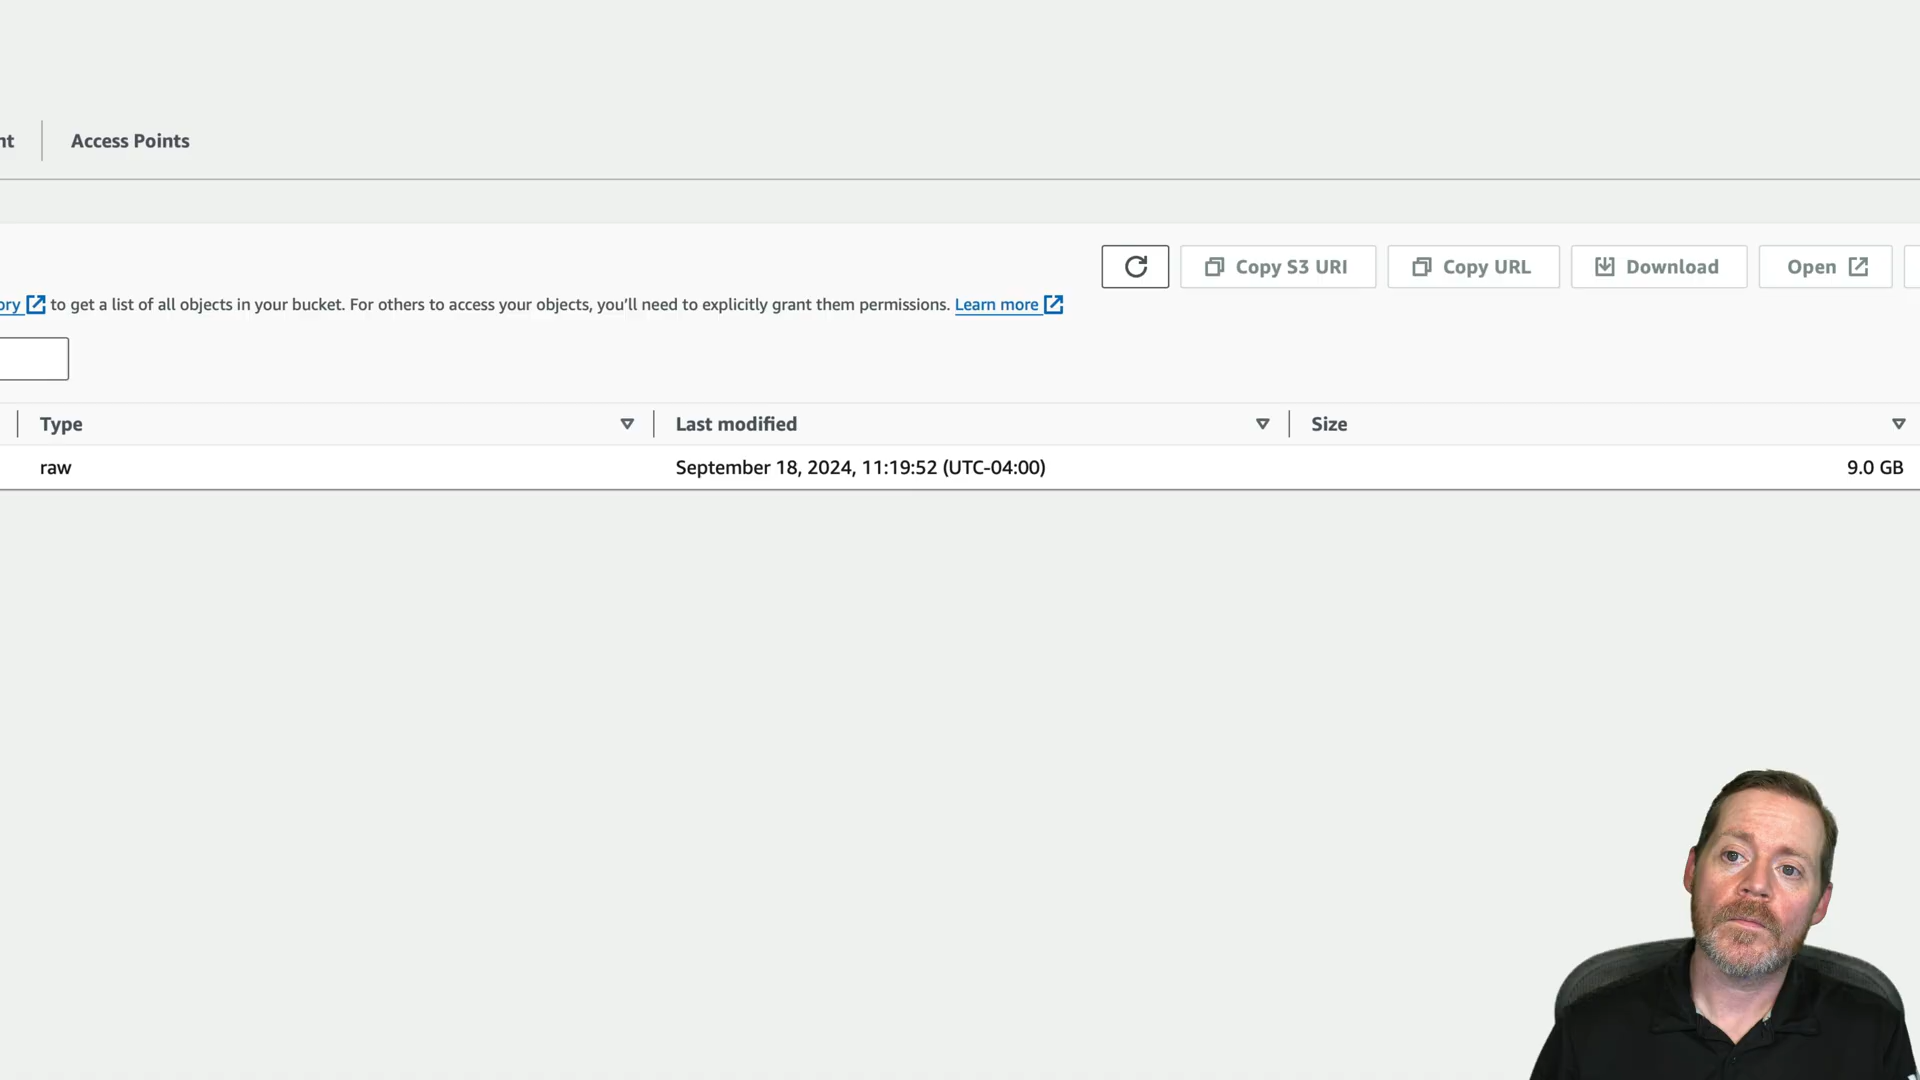 nt
Access Points
Copy S3 URI
Copy URL
Download
Open
ory to get a list of all objects in your bucket. For others to access your objects, you'll need to explicitly grant them permissions. Learn more
Type
Last modified
Size
raw
September 18, 2024, 11:19:52 (UTC-04:00)
9.0 GB